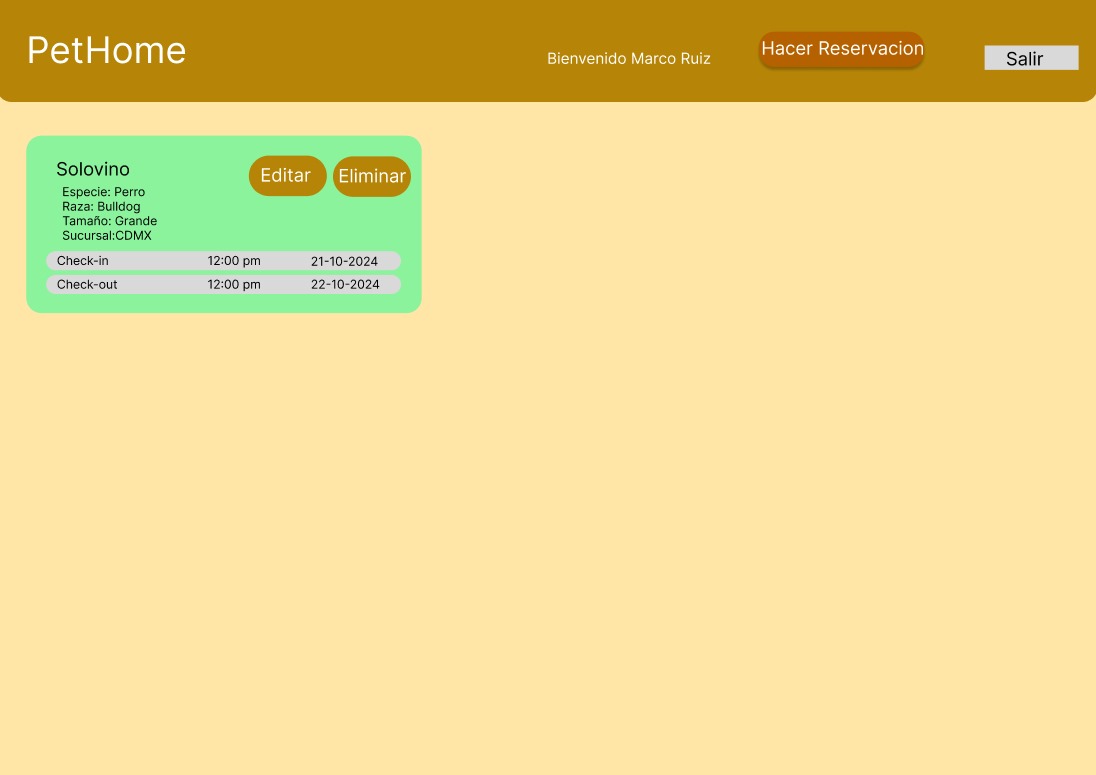 PetHome
Bienvenido Marco Ruiz
Hacer Reservacion
Salir
Solovino
Editar
Eliminar
Especie: Perro
Raza: Bulldog
Tamaño: Grande
Sucursal:CDMX
Check-in 12:00 pm 21-10-2024
Check-out 12:00 pm 22-10-2024